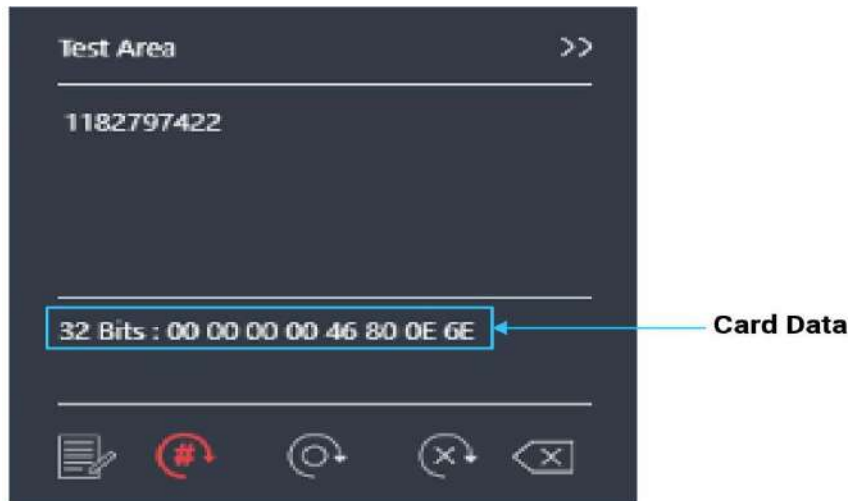 Test Area >>
1182797422
32 Bits : 00 00 00 00 46 80 0E 6E
Card Data
#